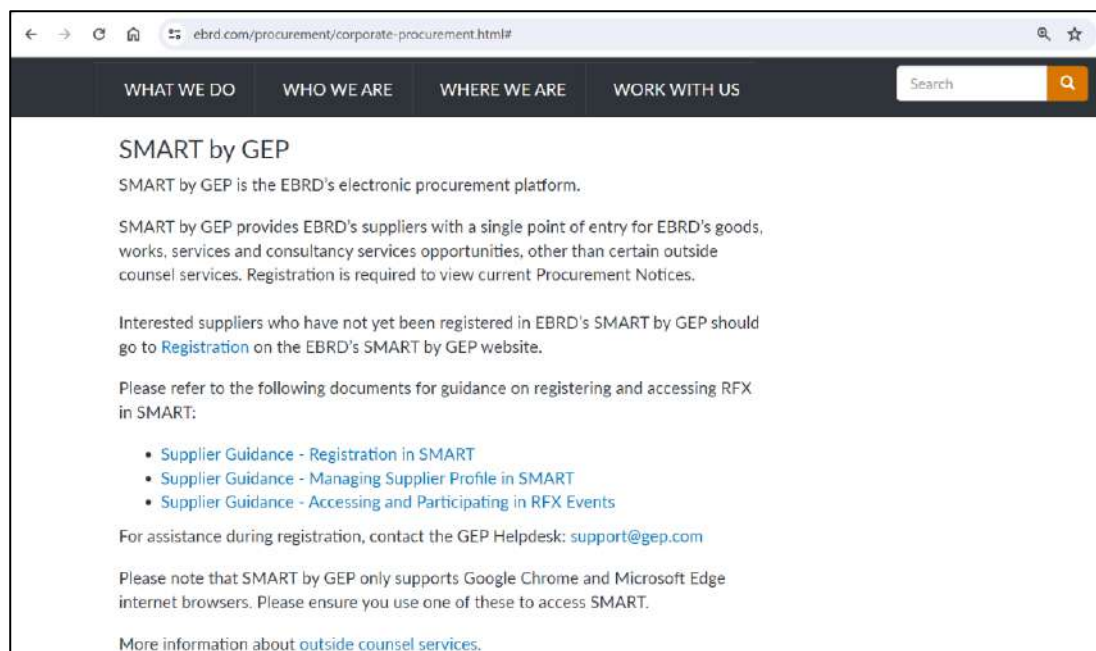 ebrd.com/procurement/corporate-procurement.html#
WHAT WE DO WHO WE ARE WHERE WE ARE WORK WITH US Search
SMART by GEP
SMART by GEP is the EBRD's electronic procurement platform.
SMART by GEP provides EBRD's suppliers with a single point of entry for EBRD's goods,
works, services and consultancy services opportunities, other than certain outside
counsel services. Registration is required to view current Procurement Notices.
Interested suppliers who have not yet been registered in EBRD's SMART by GEP should
go to Registration on the EBRD's SMART by GEP website.
Please refer to the following documents for guidance on registering and accessing RFX
in SMART:
• Supplier Guidance - Registration in SMART
• Supplier Guidance - Managing Supplier Profile in SMART
• Supplier Guidance - Accessing and Participating in RFX Events
For assistance during registration, contact the GEP Helpdesk: support@gep.com
Please note that SMART by GEP only supports Google Chrome and Microsoft Edge
internet browsers. Please ensure you use one of these to access SMART.
More information about outside counsel services.